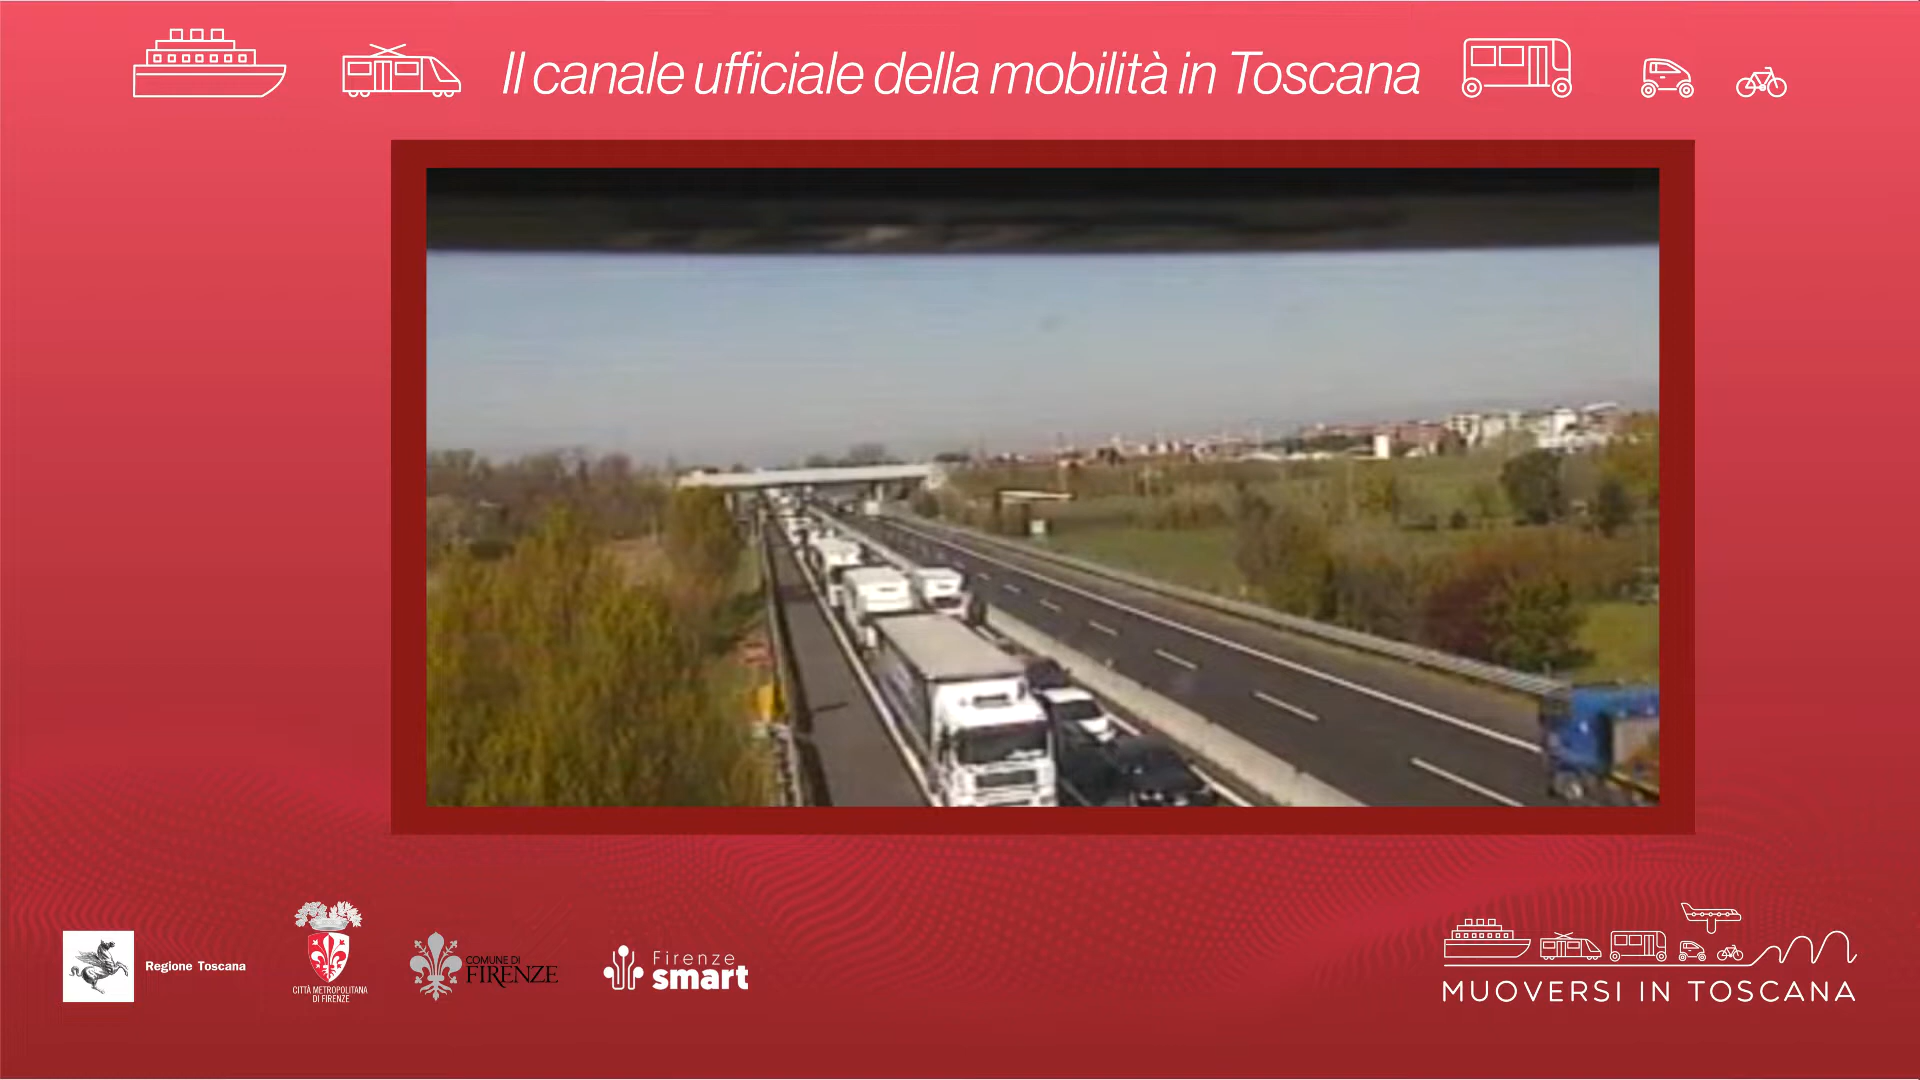 Il canale ufficiale della mobilità in Toscana
Regione Toscana
CITTÀ METROPOLITANA
DI FIRENZE
COMUNE DI
FIRENZE
Firenze
smart
MUOVERSI IN TOSCANA